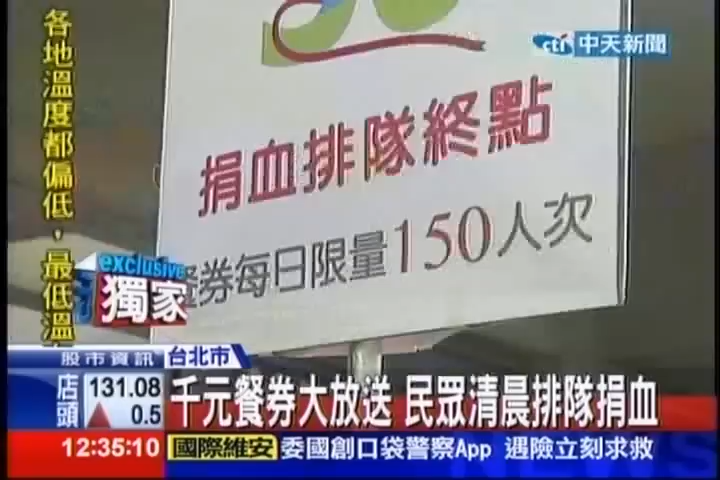 各地溫度都偏低，最低溫
cti 中天新聞
捐血排隊終點
餐券每日限量150人次
exclusive
獨家
股市資訊 台北市
店頭 131.08
0.5
千元餐券大放送 民眾清晨排隊捐血
12:35:10 國際維安 委國創口袋警察App 遇險立刻求救
NEWS